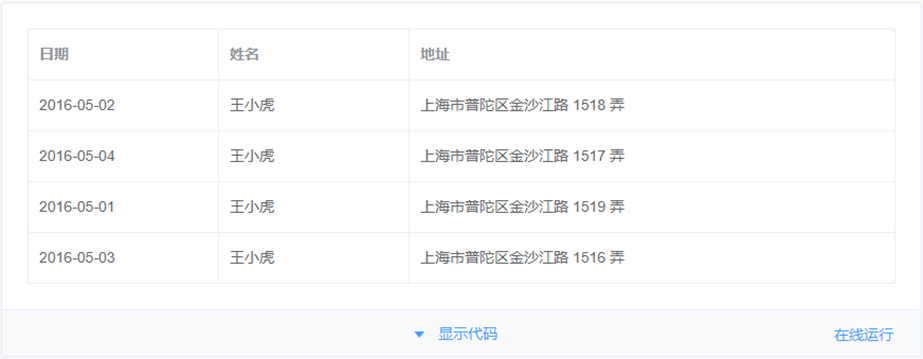 日期 姓名 地址
2016-05-02 王小虎 上海市普陀区金沙江路 1518 弄
2016-05-04 王小虎 上海市普陀区金沙江路 1517 弄
2016-05-01 王小虎 上海市普陀区金沙江路 1519 弄
2016-05-03 王小虎 上海市普陀区金沙江路 1516 弄
显示代码 在线运行